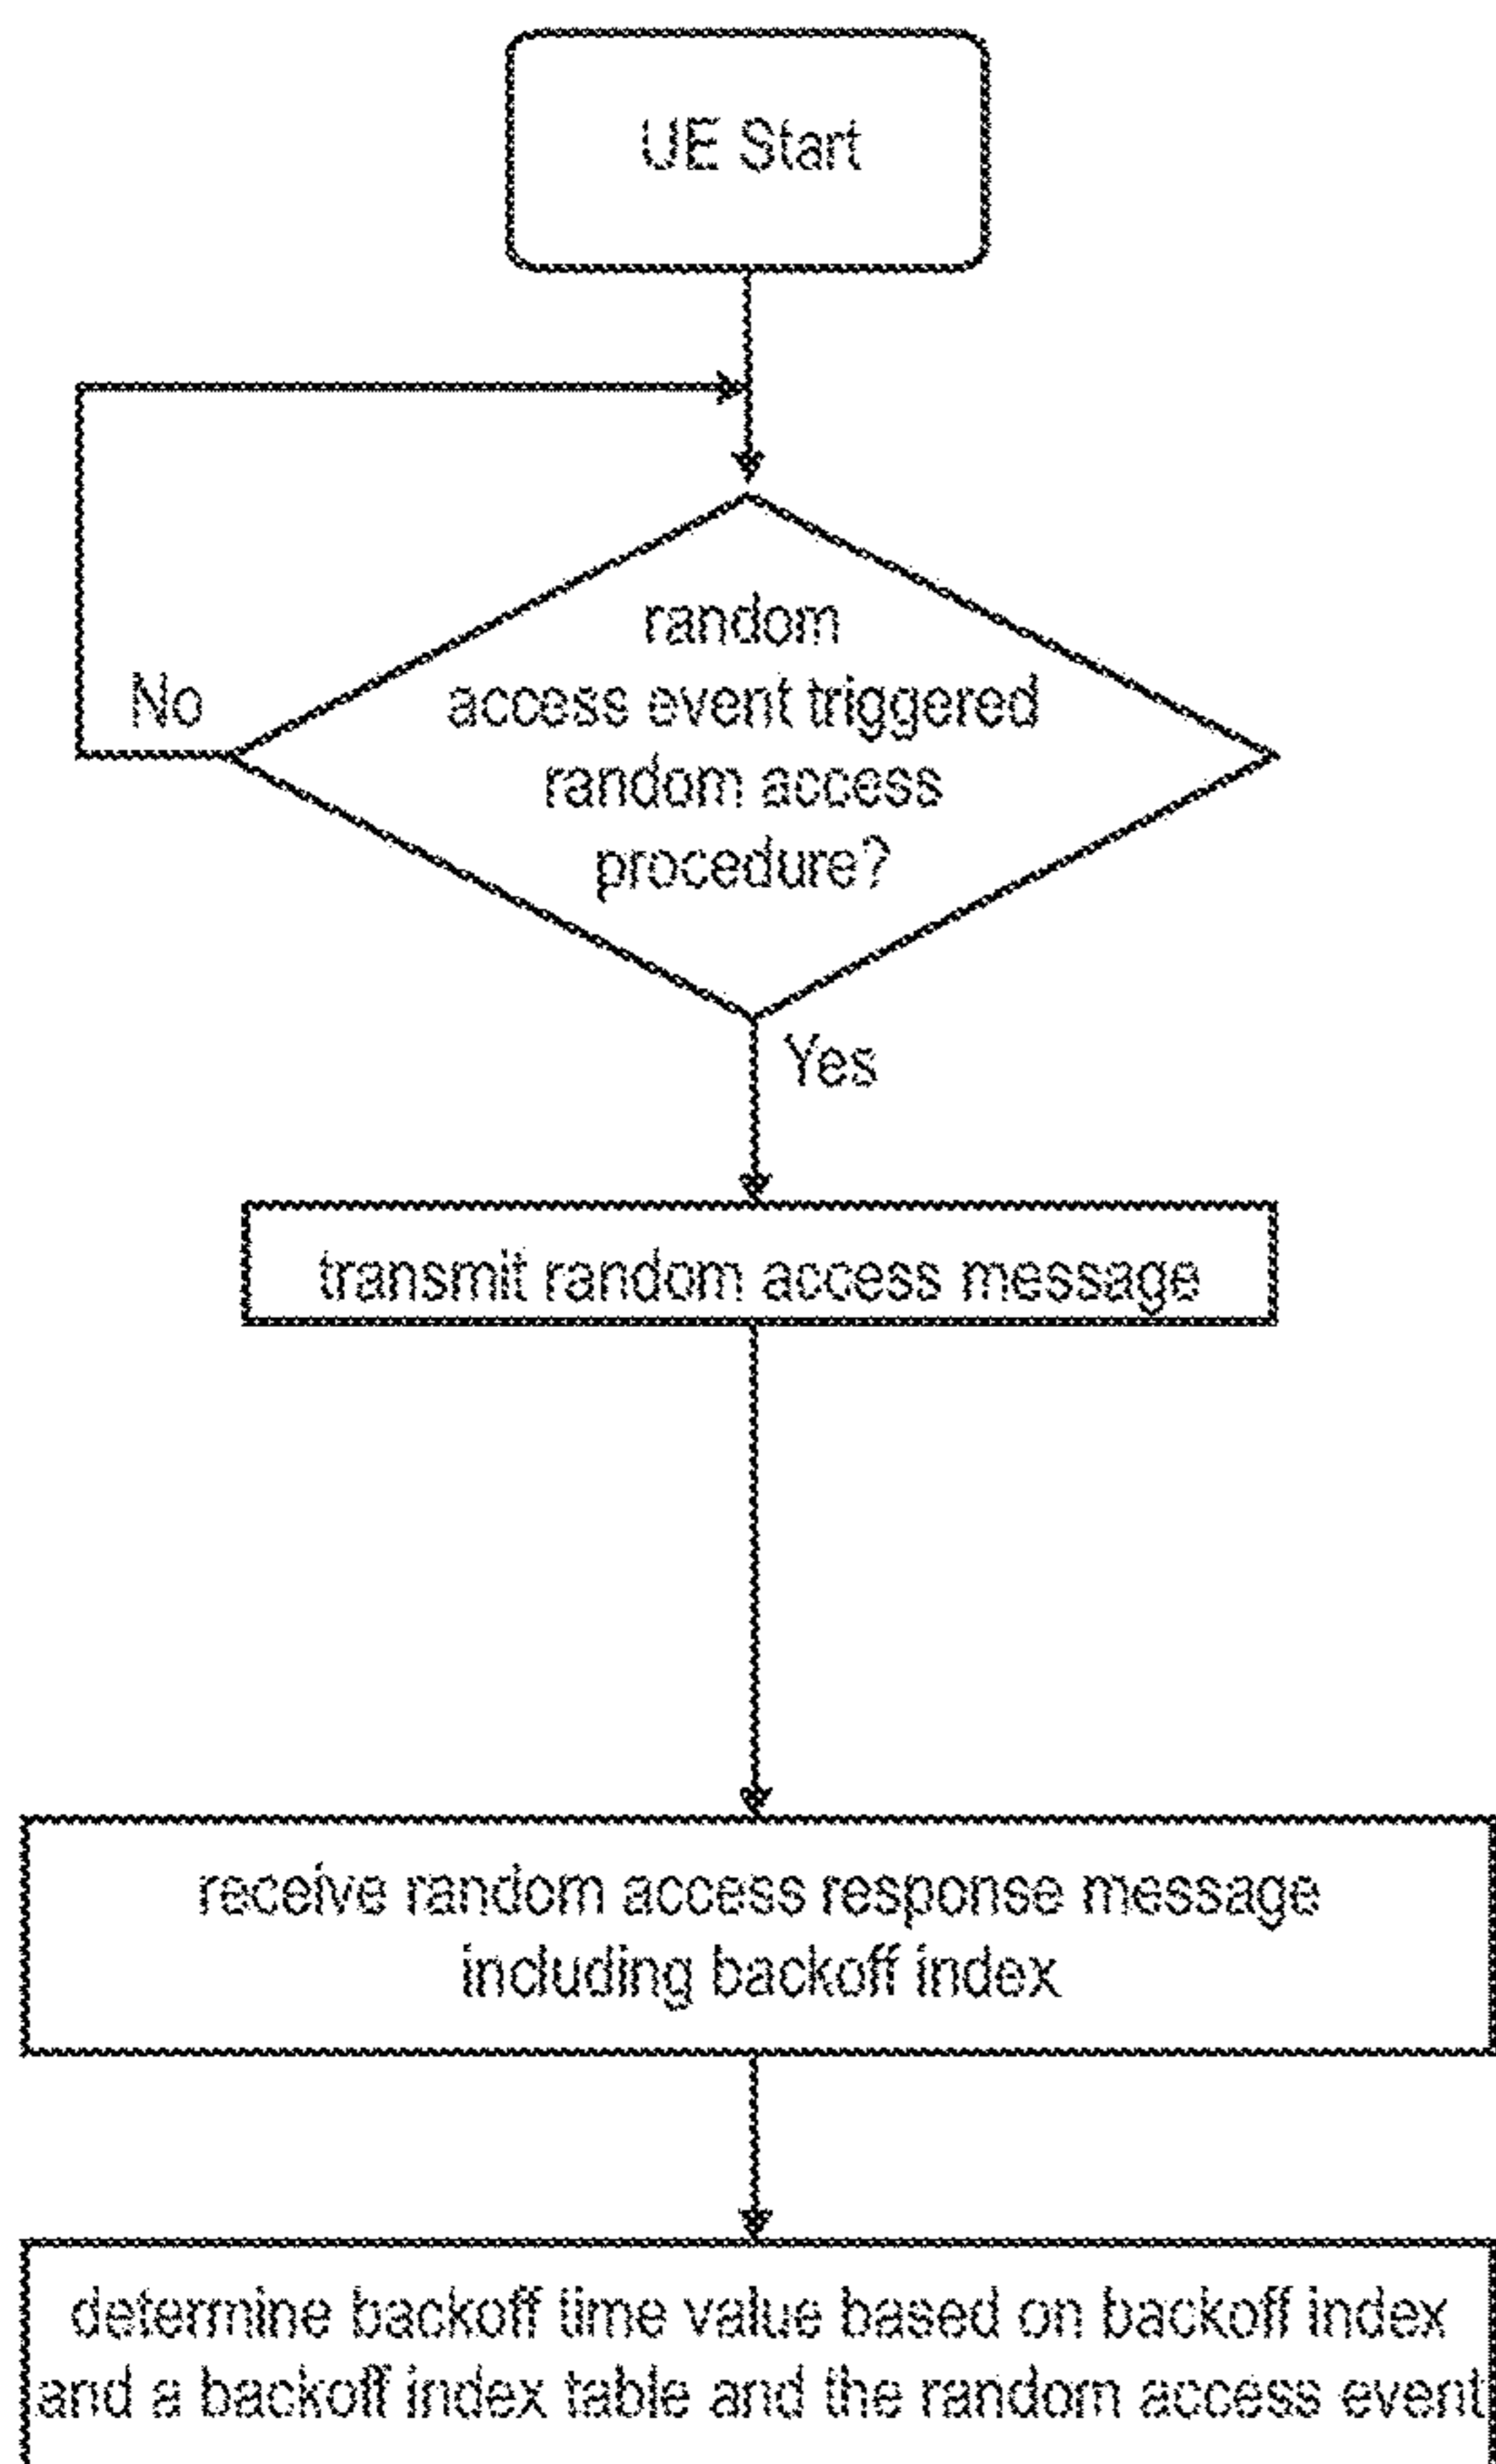 UE Start
random
access event triggered
random access
procedure?
No
Yes
transmit random access message
receive random access response message
including backoff index
determine backoff time value based on backoff index
and a backoff index table and the random access event